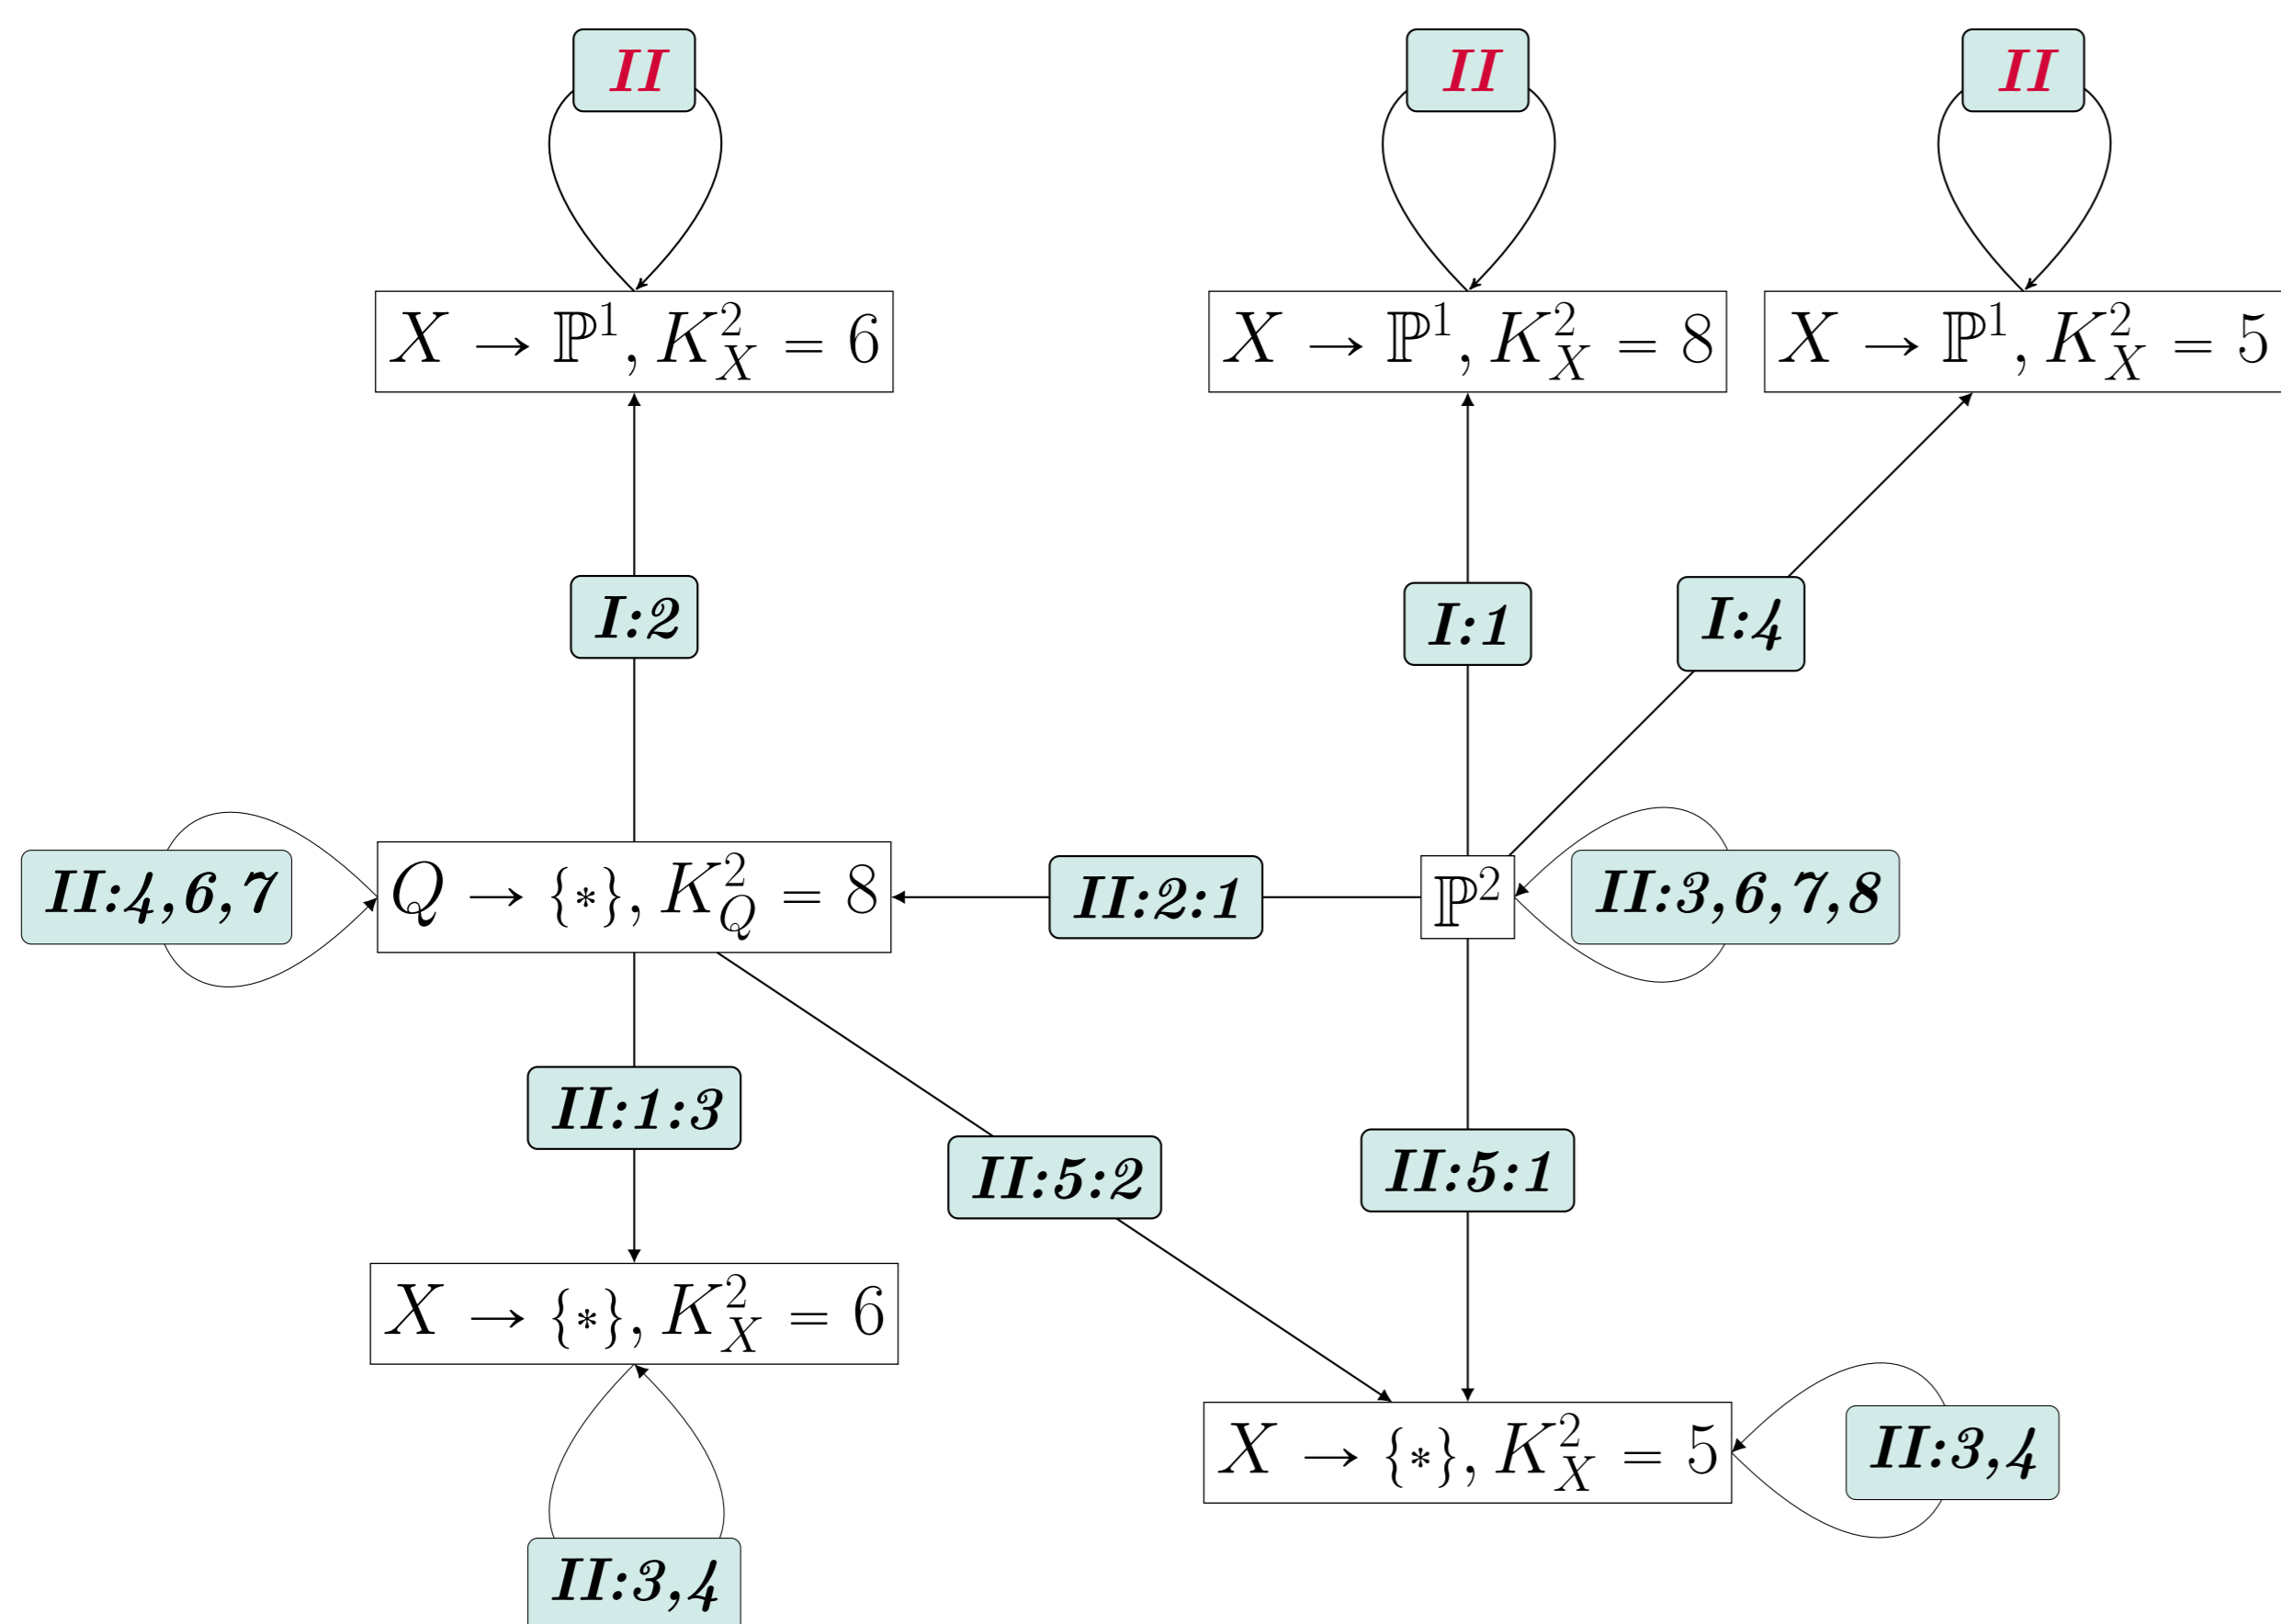 II
II
II
X → ℙ¹, K_X² = 6
X → ℙ¹, K_X² = 8
X → ℙ¹, K_X² = 5
I:2
I:1
I:4
II:4,6,7
Q → {*}, K_Q² = 8
II:2:1
ℙ²
II:3,6,7,8
II:1:3
II:5:2
II:5:1
X → {*}, K_X² = 6
X → {*}, K_X² = 5
II:3,4
II:3,4